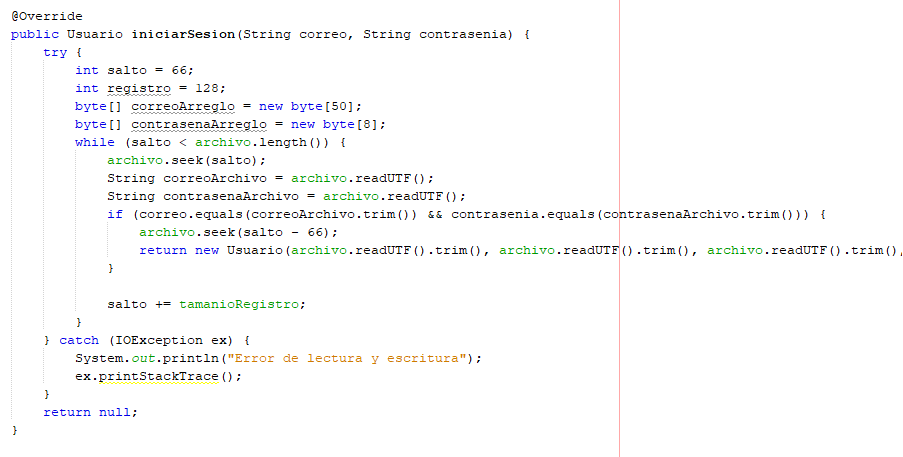 @Override
public Usuario iniciarSesion(String correo, String contrasenia) {
try {
int salto = 66;
int registro = 128;
byte[] correoArreglo = new byte[50];
byte[] contrasenaArreglo = new byte[8];
while (salto < archivo.length()) {
archivo.seek(salto);
String correoArchivo = archivo.readUTF();
String contrasenaArchivo = archivo.readUTF();
if (correo.equals(correoArchivo.trim()) && contrasenia.equals(contrasenaArchivo.trim())) {
archivo.seek(salto - 66);
return new Usuario(archivo.readUTF().trim(), archivo.readUTF().trim(), archivo.readUTF().trim(),
}
salto += tamanioRegistro;
}
} catch (IOException ex) {
System.out.println("Error de lectura y escritura");
ex.printStackTrace();
}
return null;
}